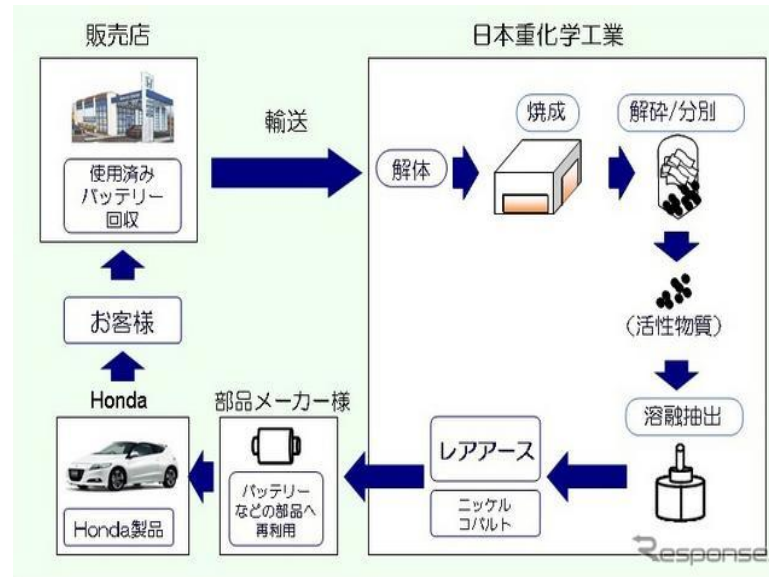 販売店
日本重化学工業
使用済み
バッテリー
回収
輸送
解体
焼成
解砕/分別
(活性物質)
溶融抽出
レアアース
ニッケル
コバルト
部品メーカー様
バッテリー
などの部品へ
再利用
Honda
Honda製品
お客様
Response